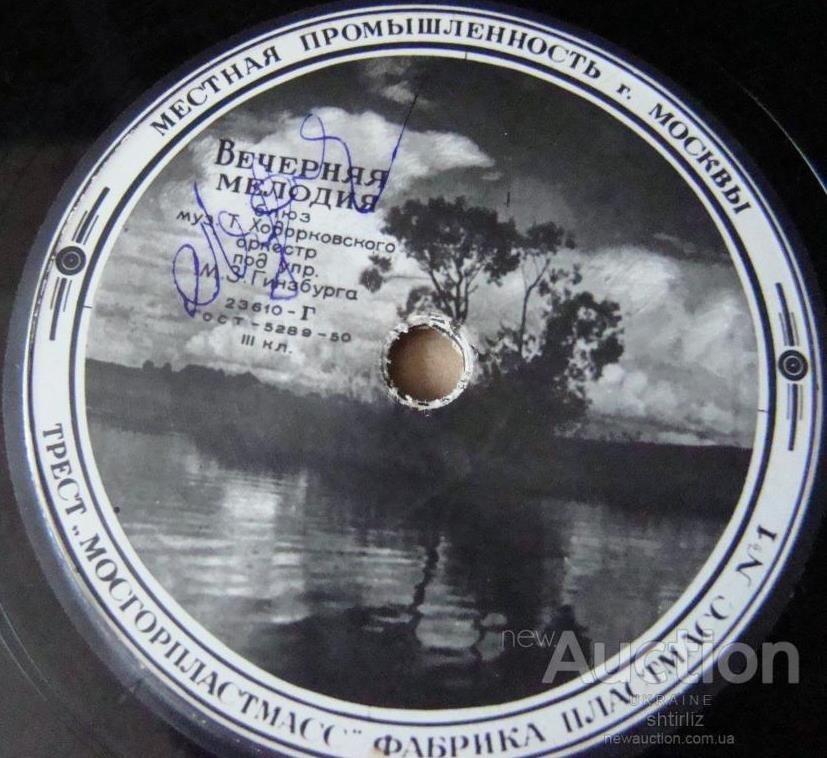 МЕСТНАЯ ПРОМЫШЛЕННОСТЬ г. МОСКВЫ
ВЕЧЕРНЯЯ
МЕЛОДИЯ
Блюз
муз. Т. Ходорковского
оркестр
под упр.
М. З. Гинзбурга
23610-Г
ГОСТ-5289-50
III кл.
ТРЕСТ „МОСГОРПЛАСТМАСС" ФАБРИКА ПЛАСТМАСС №1
new Auction
UKRAINE
shtirliz
newauction.com.ua